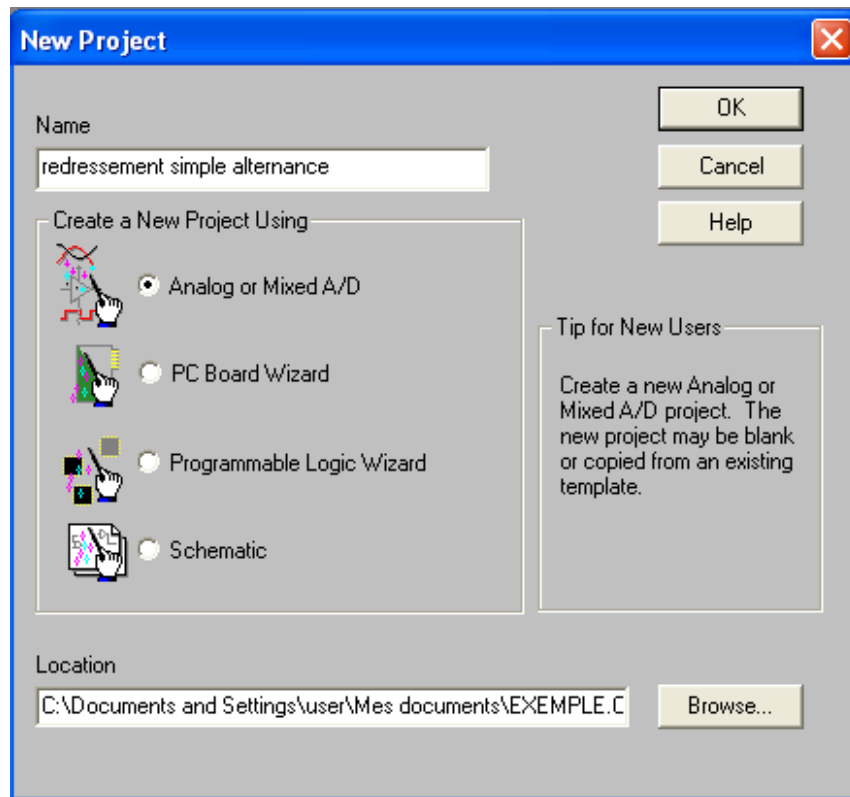 New Project
OK
Name
redressement simple alternance
Cancel
Help
Create a New Project Using
Analog or Mixed A/D
PC Board Wizard
Programmable Logic Wizard
Schematic
Tip for New Users
Create a new Analog or
Mixed A/D project. The
new project may be blank
or copied from an existing
template.
Location
C:\Documents and Settings\user\Mes documents\EXEMPLE.C
Browse...